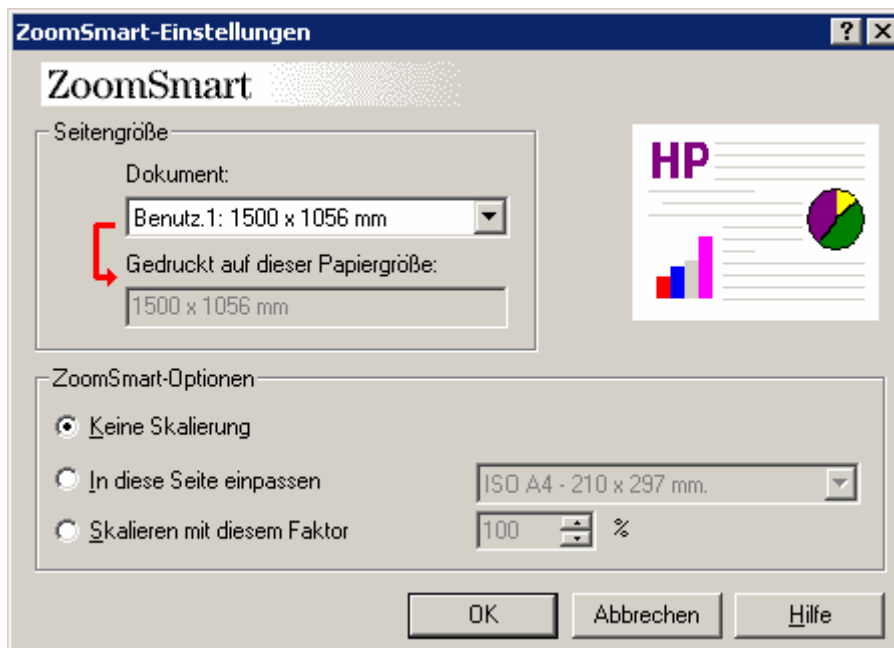 ZoomSmart-Einstellungen
ZoomSmart
Seitengröße
Dokument:
Benutz.1: 1500 x 1056 mm
Gedruckt auf dieser Papiergröße:
1500 x 1056 mm
HP
ZoomSmart-Optionen
Keine Skalierung
In diese Seite einpassen
ISO A4 - 210 x 297 mm.
Skalieren mit diesem Faktor
100 %
OK Abbrechen Hilfe